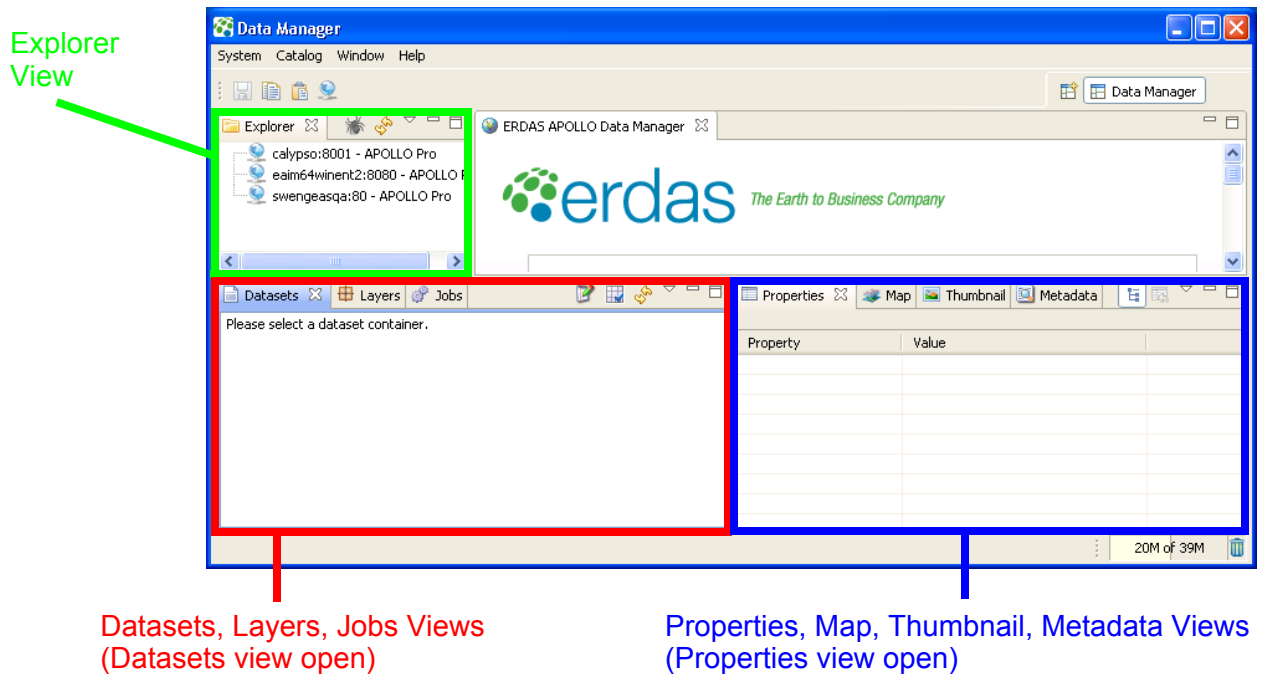 Explorer
View
Data Manager
System Catalog Window Help
Data Manager
Explorer
ERDAS APOLLO Data Manager
calypso:8001 - APOLLO Pro
eaim64winent2:8080 - APOLLO
swengeasqa:80 - APOLLO Pro
erdas The Earth to Business Company
Datasets Layers Jobs
Properties Map Thumbnail Metadata
Please select a dataset container.
Property Value
20M of 39M
Datasets, Layers, Jobs Views
(Datasets view open)
Properties, Map, Thumbnail, Metadata Views
(Properties view open)